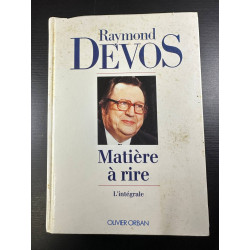 Raymond
DEVOS
Matière
à rire
L'intégrale
OLIVIER ORBAN